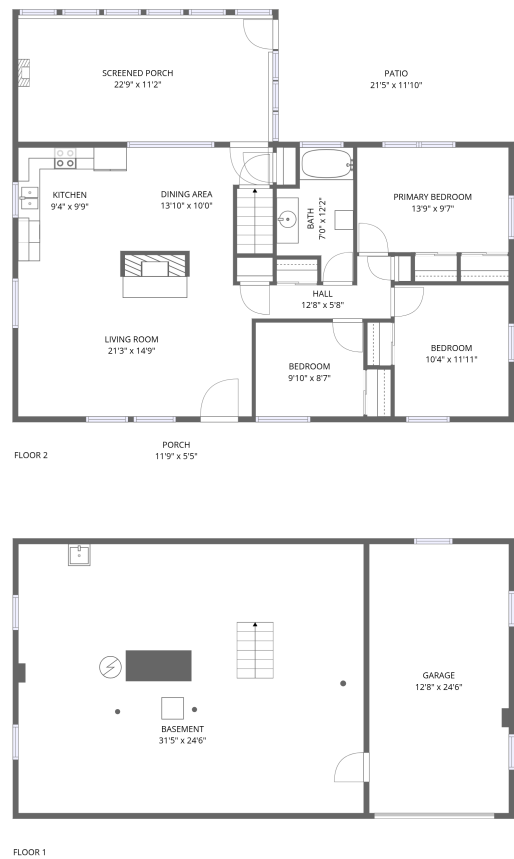 SCREENED PORCH
22'9" x 11'2"
PATIO
21'5" x 11'10"
KITCHEN
9'4" x 9'9"
DINING AREA
13'10" x 10'0"
BATH
7'0" x 12'2"
PRIMARY BEDROOM
13'9" x 9'7"
HALL
12'8" x 5'8"
LIVING ROOM
21'3" x 14'9"
BEDROOM
9'10" x 8'7"
BEDROOM
10'4" x 11'11"
PORCH
11'9" x 5'5"
FLOOR 2
GARAGE
12'8" x 24'6"
BASEMENT
31'5" x 24'6"
FLOOR 1